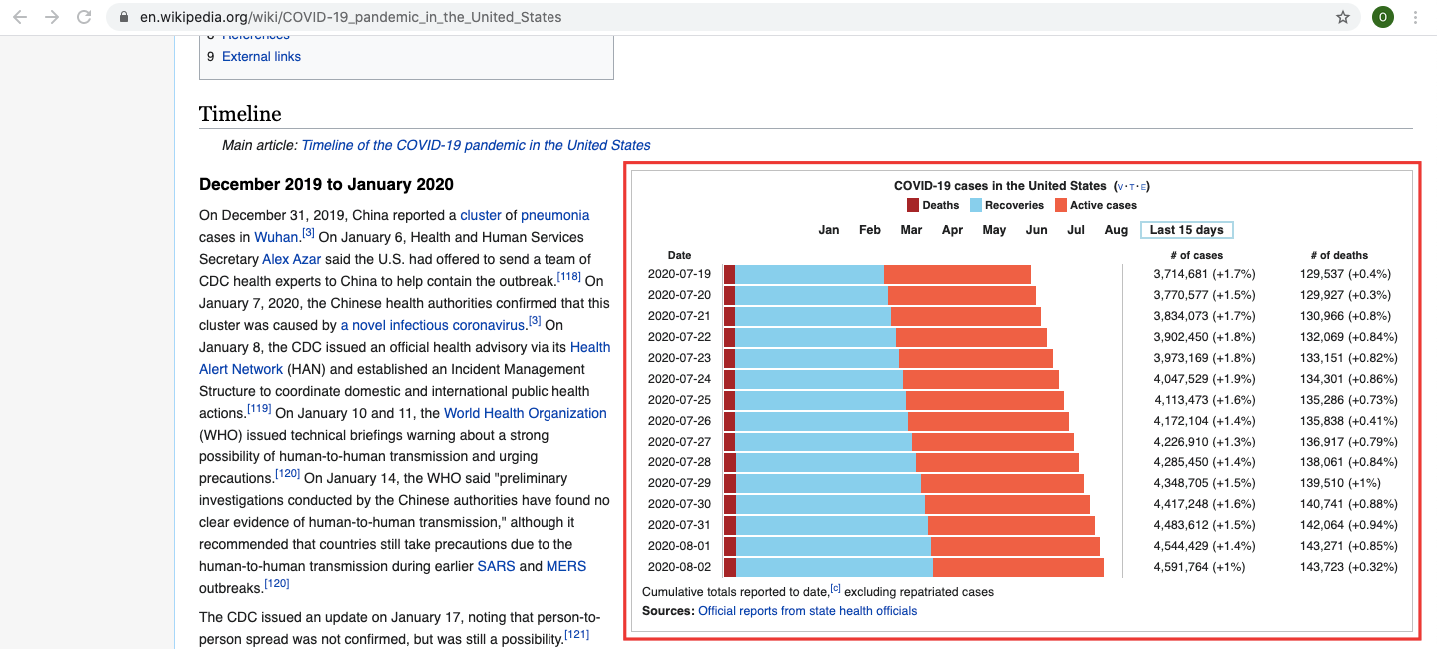 en.wikipedia.org/wiki/COVID-19_pandemic_in_the_United_States
O
8 References
9 External links
Timeline
Main article: Timeline of the COVID-19 pandemic in the United States
December 2019 to January 2020
On December 31, 2019, China reported a cluster of pneumonia
cases in Wuhan.[3] On January 6, Health and Human Services
Secretary Alex Azar said the U.S. had offered to send a team of
CDC health experts to China to help contain the outbreak.[118] On
January 7, 2020, the Chinese health authorities confirmed that this
cluster was caused by a novel infectious coronavirus.[3] On
January 8, the CDC issued an official health advisory via its Health
Alert Network (HAN) and established an Incident Management
Structure to coordinate domestic and international public health
actions.[119] On January 10 and 11, the World Health Organization
(WHO) issued technical briefings warning about a strong
possibility of human-to-human transmission and urging
precautions.[120] On January 14, the WHO said "preliminary
investigations conducted by the Chinese authorities have found no
clear evidence of human-to-human transmission," although it
recommended that countries still take precautions due to the
human-to-human transmission during earlier SARS and MERS
outbreaks.[120]
The CDC issued an update on January 17, noting that person-to-
person spread was not confirmed, but was still a possibility.[121]
COVID-19 cases in the United States (V·T·E)
Deaths Recoveries Active cases
Jan Feb Mar Apr May Jun Jul Aug Last 15 days
Date # of cases # of deaths
2020-07-19 3,714,681 (+1.7%) 129,537 (+0.4%)
2020-07-20 3,770,577 (+1.5%) 129,927 (+0.3%)
2020-07-21 3,834,073 (+1.7%) 130,966 (+0.8%)
2020-07-22 3,902,450 (+1.8%) 132,069 (+0.84%)
2020-07-23 3,973,169 (+1.8%) 133,151 (+0.82%)
2020-07-24 4,047,529 (+1.9%) 134,301 (+0.86%)
2020-07-25 4,113,473 (+1.6%) 135,286 (+0.73%)
2020-07-26 4,172,104 (+1.4%) 135,838 (+0.41%)
2020-07-27 4,226,910 (+1.3%) 136,917 (+0.79%)
2020-07-28 4,285,450 (+1.4%) 138,061 (+0.84%)
2020-07-29 4,348,705 (+1.5%) 139,510 (+1%)
2020-07-30 4,417,248 (+1.6%) 140,741 (+0.88%)
2020-07-31 4,483,612 (+1.5%) 142,064 (+0.94%)
2020-08-01 4,544,429 (+1.4%) 143,271 (+0.85%)
2020-08-02 4,591,764 (+1%) 143,723 (+0.32%)
Cumulative totals reported to date,[c] excluding repatriated cases
Sources: Official reports from state health officials